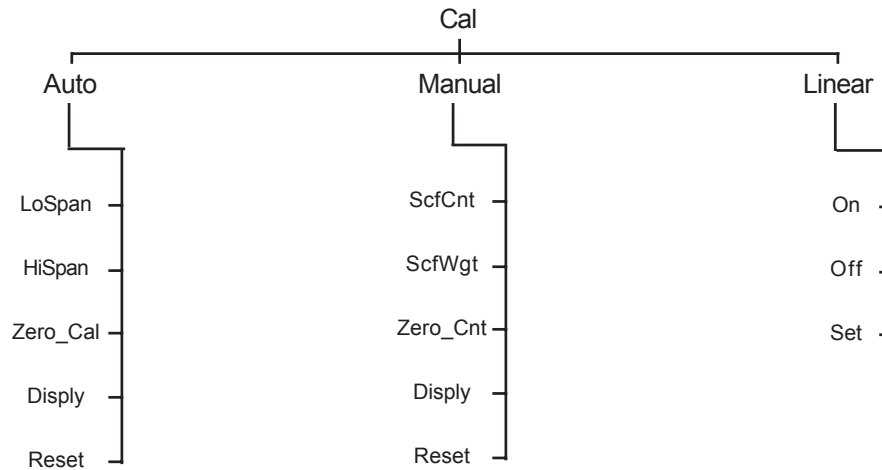 Cal
Auto
Manual
Linear
LoSpan
HiSpan
Zero_Cal
Disply
Reset
ScfCnt
ScfWgt
Zero_Cnt
Disply
Reset
On
Off
Set